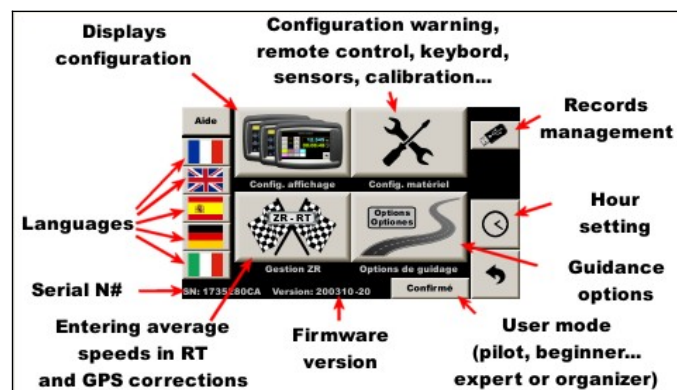 Displays
configuration
Configuration warning,
remote control, keybord,
sensors, calibration...
Records
management
Aide
Config. affichage
Config. matériel
Languages
ZR - RT
Options
Optiones
Hour
setting
Gestion ZR
Options de guidage
Guidance
options
Serial N#
SN: 1735280CA
Version: 200310-20
Confirmé
Entering average
speeds in RT
and GPS corrections
Firmware
version
User mode
(pilot, beginner...
expert or organizer)